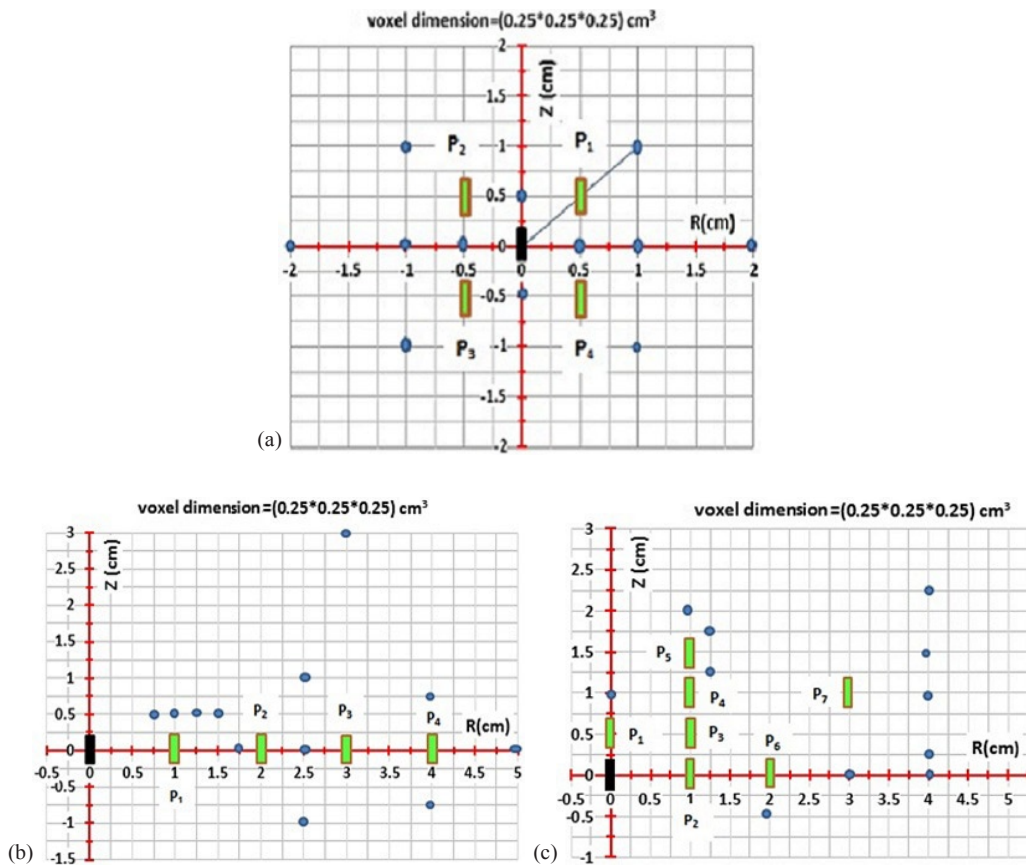 voxel dimension=(0.25*0.25*0.25) cm³
2
Z (cm)
1.5
P₂
1
P₁
0.5
R(cm)
0
-2
-1.5
-1
-0.5
0
0.5
1
1.5
2
-0.5
P₃
-1
P₄
-1.5
-2
(a)
voxel dimension=(0.25*0.25*0.25) cm³
3
Z (cm)
2.5
2
1.5
1
P₂
P₃
P₄
0.5
R(cm)
0
-0.5
0
0.5
1
1.5
2
2.5
3
3.5
4
4.5
5
-0.5
P₁
-1
-1.5
(b)
voxel dimension=(0.25*0.25*0.25) cm³
3
Z (cm)
2.5
2
1.5
P₅
1
P₄
P₇
0.5
P₁
P₃
P₆
R(cm)
0
-0.5
0
0.5
1
1.5
2
2.5
3
3.5
4
4.5
5
-0.5
P₂
-1
(c)